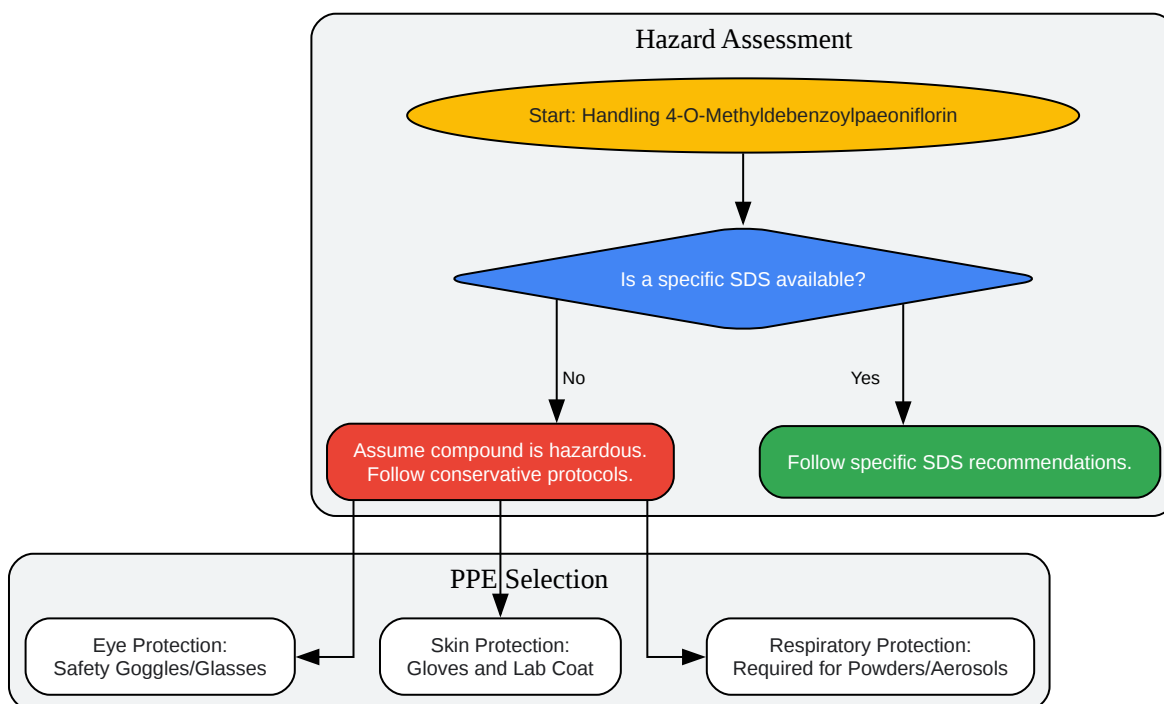 Hazard Assessment
Start: Handling 4-O-Methyldebenzoylpaeoniflorin
Is a specific SDS available?
No
Yes
Assume compound is hazardous.
Follow conservative protocols.
Follow specific SDS recommendations.
PPE Selection
Eye Protection:
Safety Goggles/Glasses
Skin Protection:
Gloves and Lab Coat
Respiratory Protection:
Required for Powders/Aerosols